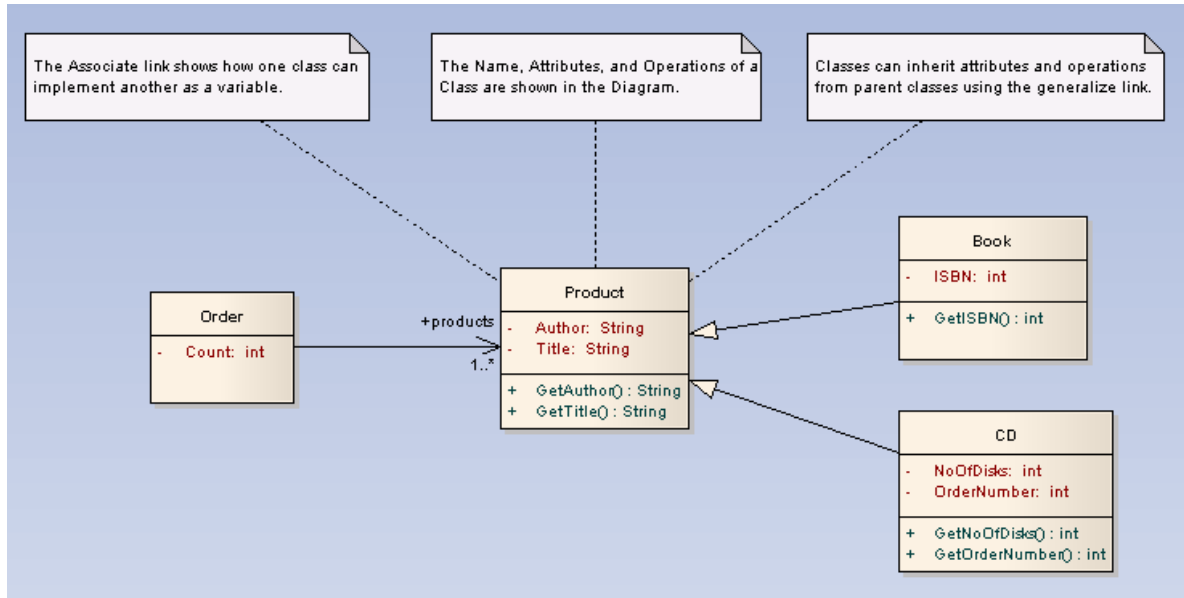 The Associate link shows how one class can
implement another as a variable.
The Name, Attributes, and Operations of a
Class are shown in the Diagram.
Classes can inherit attributes and operations
from parent classes using the generalize link.
Order
- Count: int
+products
1..*
Product
- Author: String
- Title: String
+ GetAuthor() : String
+ GetTitle() : String
Book
- ISBN: int
+ GetISBN() : int
CD
- NoOfDisks: int
- OrderNumber: int
+ GetNoOfDisks() : int
+ GetOrderNumber() : int